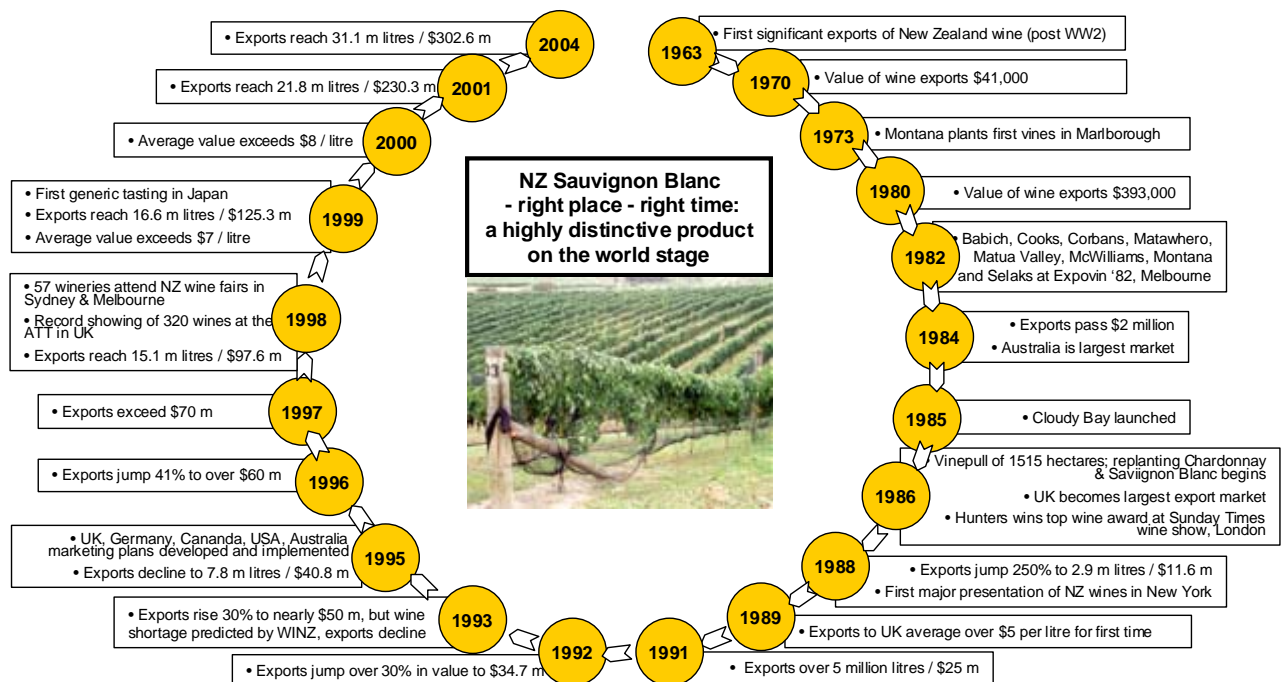 1963
• First significant exports of New Zealand wine (post WW2)
1970
• Value of wine exports $41,000
1973
• Montana plants first vines in Marlborough
1980
• Value of wine exports $393,000
1982
• Babich, Cooks, Corbans, Matawhero,
Matua Valley, McWilliams, Montana
and Selaks at Expovin ‘82, Melbourne
1984
• Exports pass $2 million
• Australia is largest market
1985
• Cloudy Bay launched
1986
• Vinepull of 1515 hectares; replanting Chardonnay
& Saviignon Blanc begins
• UK becomes largest export market
• Hunters wins top wine award at Sunday Times
wine show, London
1988
• Exports jump 250% to 2.9 m litres / $11.6 m
• First major presentation of NZ wines in New York
1989
• Exports to UK average over $5 per litre for first time
1991
• Exports over 5 million litres / $25 m
1992
• Exports jump over 30% in value to $34.7 m
1993
• Exports rise 30% to nearly $50 m, but wine
shortage predicted by WINZ, exports decline
1995
• UK, Germany, Cananda, USA, Australia
marketing plans developed and implemented
• Exports decline to 7.8 m litres / $40.8 m
1996
• Exports jump 41% to over $60 m
1997
• Exports exceed $70 m
1998
• 57 wineries attend NZ wine fairs in
Sydney & Melbourne
• Record showing of 320 wines at the
ATT in UK
• Exports reach 15.1 m litres / $97.6 m
1999
• First generic tasting in Japan
• Exports reach 16.6 m litres / $125.3 m
• Average value exceeds $7 / litre
2000
• Average value exceeds $8 / litre
2001
• Exports reach 21.8 m litres / $230.3 m
2004
• Exports reach 31.1 m litres / $302.6 m
NZ Sauvignon Blanc
- right place - right time:
a highly distinctive product
on the world stage